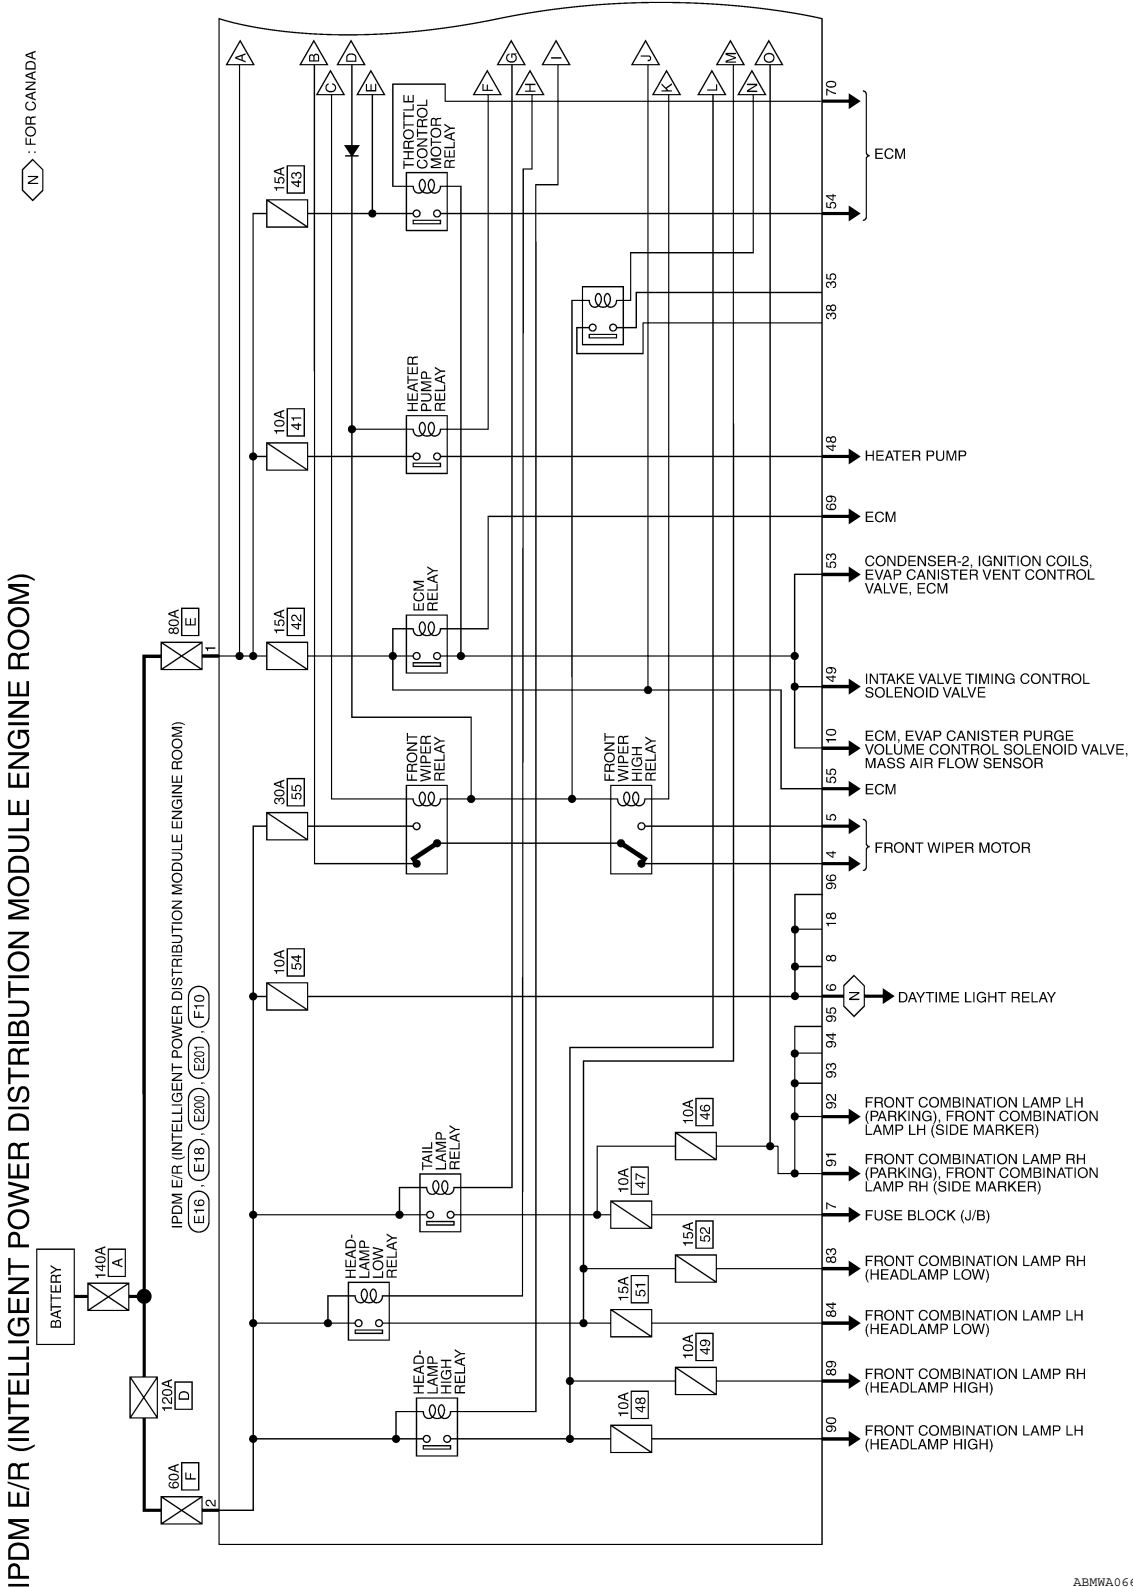 IPDM E/R (INTELLIGENT POWER DISTRIBUTION MODULE ENGINE ROOM)
N : FOR CANADA
BATTERY
140A
A
120A
D
60A
F
2
80A
E
1
IPDM E/R (INTELLIGENT POWER DISTRIBUTION MODULE ENGINE ROOM)
E16 , E18 , E200 , E201 , F10
A
B
C
D
E
F
G
H
I
J
K
L
M
N
O
15A
43
THROTTLE
CONTROL
MOTOR
RELAY
70
54
ECM
35
38
10A
41
HEATER
PUMP
RELAY
48
HEATER PUMP
69
ECM
15A
42
ECM
RELAY
53
CONDENSER-2, IGNITION COILS,
EVAP CANISTER VENT CONTROL
VALVE, ECM
49
INTAKE VALVE TIMING CONTROL
SOLENOID VALVE
10
ECM, EVAP CANISTER PURGE
VOLUME CONTROL SOLENOID VALVE,
MASS AIR FLOW SENSOR
55
ECM
30A
55
FRONT
WIPER
RELAY
FRONT
WIPER
HIGH
RELAY
5
4
FRONT WIPER MOTOR
96
18
8
10A
54
6
N
DAYTIME LIGHT RELAY
95
94
93
92
FRONT COMBINATION LAMP LH
(PARKING), FRONT COMBINATION
LAMP LH (SIDE MARKER)
10A
46
91
FRONT COMBINATION LAMP RH
(PARKING), FRONT COMBINATION
LAMP RH (SIDE MARKER)
TAIL
LAMP
RELAY
10A
47
7
FUSE BLOCK (J/B)
15A
52
83
FRONT COMBINATION LAMP RH
(HEADLAMP LOW)
HEAD-
LAMP
LOW
RELAY
15A
51
84
FRONT COMBINATION LAMP LH
(HEADLAMP LOW)
10A
49
89
FRONT COMBINATION LAMP RH
(HEADLAMP HIGH)
HEAD-
LAMP
HIGH
RELAY
10A
48
90
FRONT COMBINATION LAMP LH
(HEADLAMP HIGH)